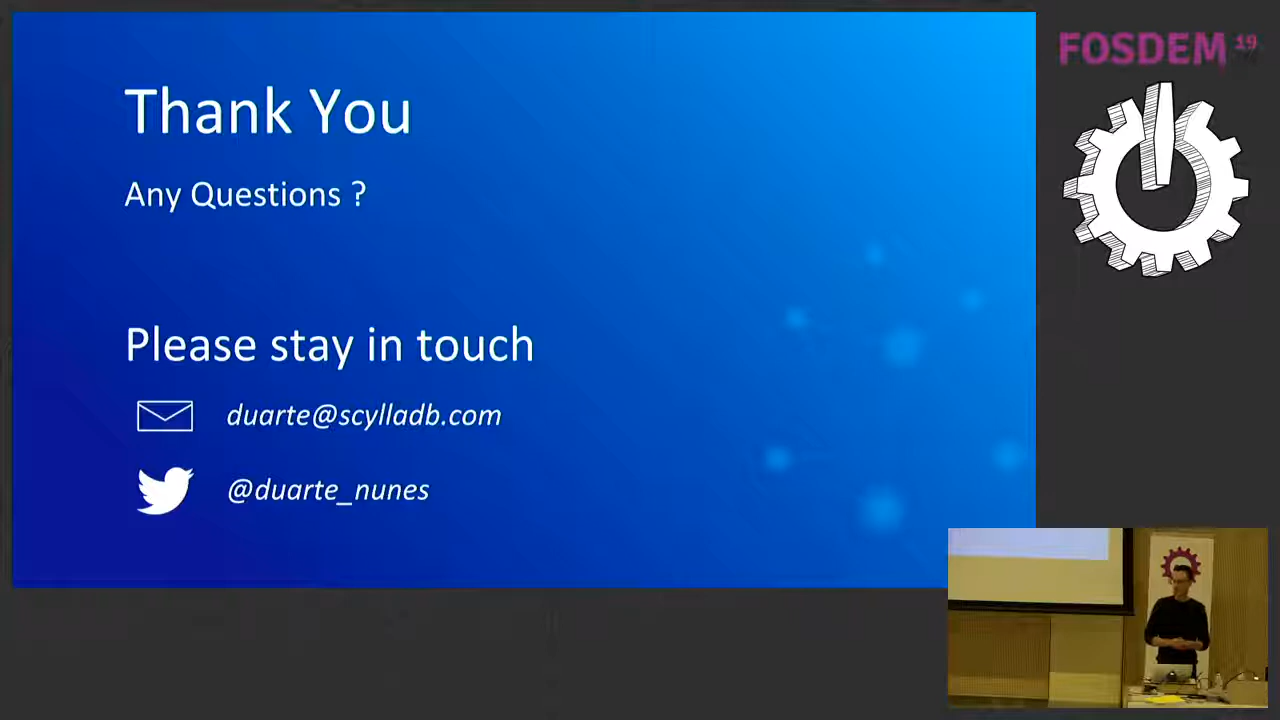 Thank You
Any Questions ?
Please stay in touch
duarte@scylladb.com
@duarte_nunes
FOSDEM 19